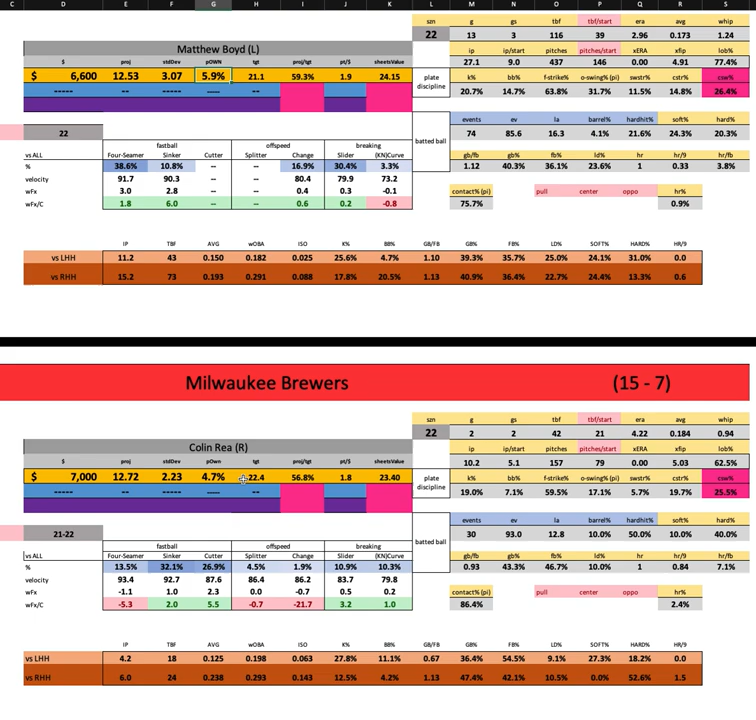 C D E F G H I J K L M N O P Q R S
szn g gs tbf tbf/start era avg whip
22 13 3 116 39 2.96 0.173 1.24
Matthew Boyd (L) ip ip/start pitches pitches/start xERA xfip lob%
27.1 9.0 437 146 0.00 4.91 77.4%
$ proj stdDev pOWN tgt proj/tgt pt/$ sheetsValue
$ 6,600 12.53 3.07 5.9% 21.1 59.3% 1.9 24.15
plate discipline k% bb% f-strike% o-swing% (pi) swstr% cstr% csw%
----- -- -- ---- --
20.7% 14.7% 63.8% 31.7% 11.5% 14.8% 26.4%
events ev la barrel% hardhit% soft% hard%
22 74 85.6 16.3 4.1% 21.6% 24.3% 20.3%
fastball offspeed breaking batted ball
vs ALL Four-Seamer Sinker Cutter Splitter Change Slider (KN)Curve gb/fb gb% fb% ld% hr hr/9 hr/fb
% 38.6% 10.8% -- -- 16.9% 30.4% 3.3% 1.12 40.3% 36.1% 23.6% 1 0.33 3.8%
velocity 91.7 90.3 -- -- 80.4 79.9 73.2
wFx 3.0 2.8 -- -- 0.4 0.3 -0.1 contact% (pi) pull center oppo hr%
wFx/C 1.8 6.0 -- -- 0.6 0.2 -0.8 75.7% 0.9%
IP TBF AVG wOBA ISO K% BB% GB/FB GB% FB% LD% SOFT% HARD% HR/9
vs LHH 11.2 43 0.150 0.182 0.025 25.6% 4.7% 1.10 39.3% 35.7% 25.0% 24.1% 31.0% 0.0
vs RHH 15.2 73 0.193 0.291 0.088 17.8% 20.5% 1.13 40.9% 36.4% 22.7% 24.4% 13.3% 0.6
Milwaukee Brewers (15 - 7)
szn g gs tbf tbf/start era avg whip
22 2 2 42 21 4.22 0.184 0.94
Colin Rea (R) ip ip/start pitches pitches/start xERA xfip lob%
10.2 5.1 157 79 0.00 5.03 62.5%
$ proj stdDev pOwn tgt proj/tgt pt/$ sheetsValue
$ 7,000 12.72 2.23 4.7% 22.4 56.8% 1.8 23.40
plate discipline k% bb% f-strike% o-swing% (pi) swstr% cstr% csw%
----- -- ----- ---- --
19.0% 7.1% 59.5% 17.1% 5.7% 19.7% 25.5%
events ev la barrel% hardhit% soft% hard%
21-22 30 93.0 12.8 10.0% 50.0% 10.0% 40.0%
fastball offspeed breaking batted ball
vs ALL Four-Seamer Sinker Cutter Splitter Change Slider (KN)Curve gb/fb gb% fb% ld% hr hr/9 hr/fb
% 13.5% 32.1% 26.9% 4.5% 1.9% 10.9% 10.3% 0.93 43.3% 46.7% 10.0% 1 0.84 7.1%
velocity 93.4 92.7 87.6 86.4 86.2 83.7 79.8
wFx -1.1 1.0 2.3 0.0 -0.7 0.5 0.2 contact% (pi) pull center oppo hr%
wFx/C -5.3 2.0 5.5 -0.7 -21.7 3.2 1.0 86.4% 2.4%
IP TBF AVG wOBA ISO K% BB% GB/FB GB% FB% LD% SOFT% HARD% HR/9
vs LHH 4.2 18 0.125 0.198 0.063 27.8% 11.1% 0.67 36.4% 54.5% 9.1% 27.3% 18.2% 0.0
vs RHH 6.0 24 0.238 0.293 0.143 12.5% 4.2% 1.13 47.4% 42.1% 10.5% 0.0% 52.6% 1.5